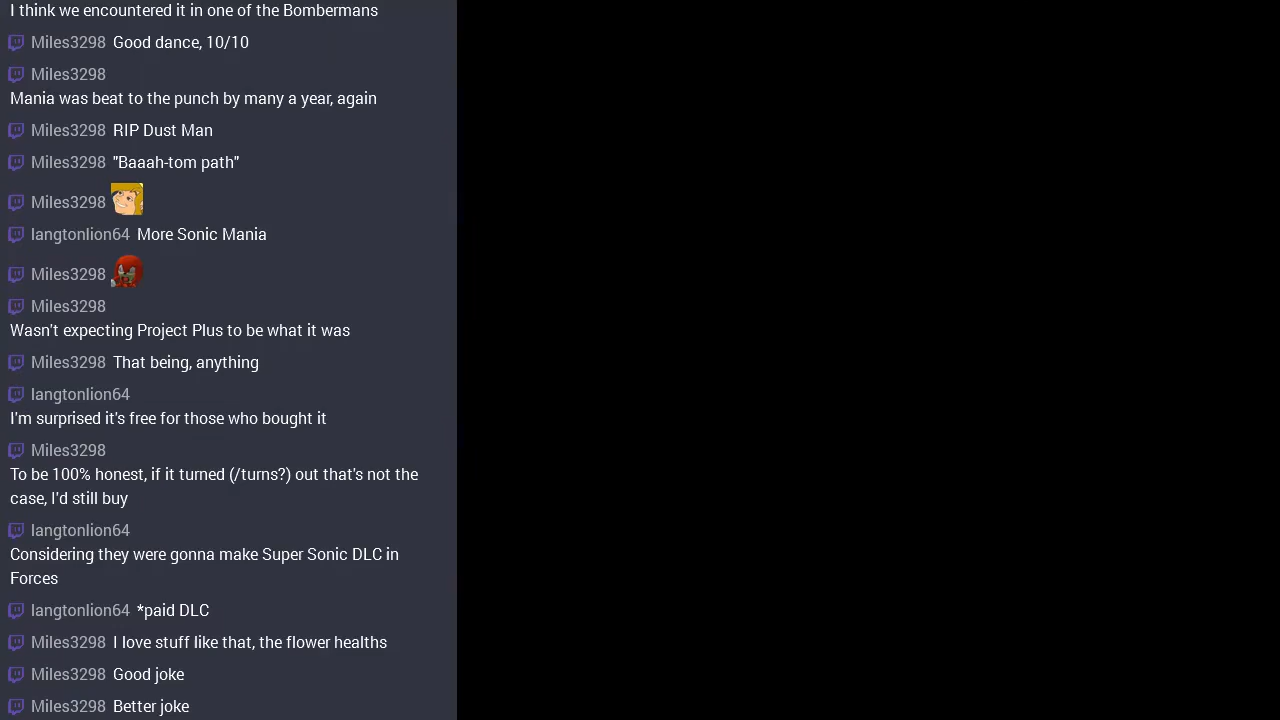 I think we encountered it in one of the Bombermans
Miles3298 Good dance, 10/10
Miles3298
Mania was beat to the punch by many a year, again
Miles3298 RIP Dust Man
Miles3298 "Baaah-tom path"
Miles3298
langtonlion64 More Sonic Mania
Miles3298
Miles3298
Wasn't expecting Project Plus to be what it was
Miles3298 That being, anything
langtonlion64
I'm surprised it's free for those who bought it
Miles3298
To be 100% honest, if it turned (/turns?) out that's not the
case, I'd still buy
langtonlion64
Considering they were gonna make Super Sonic DLC in
Forces
langtonlion64 *paid DLC
Miles3298 I love stuff like that, the flower healths
Miles3298 Good joke
Miles3298 Better joke